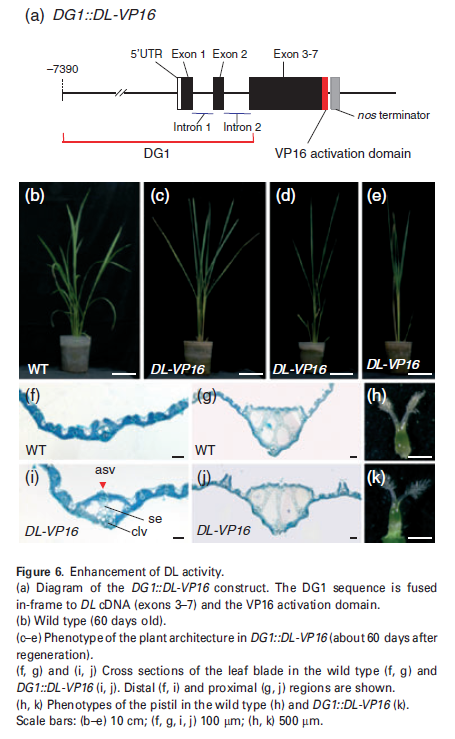 (a) DG1::DL-VP16
5'UTR Exon 1 Exon 2 Exon 3-7
–7390
nos terminator
Intron 1 Intron 2
DG1 VP16 activation domain
(b) (c) (d) (e)
WT DL-VP16 DL-VP16 DL-VP16
(f) (g) (h)
WT WT
(i) asv (j) (k)
se
DL-VP16 clv DL-VP16
Figure 6. Enhancement of DL activity.
(a) Diagram of the DG1::DL-VP16 construct. The DG1 sequence is fused
in-frame to DL cDNA (exons 3–7) and the VP16 activation domain.
(b) Wild type (60 days old).
(c–e) Phenotype of the plant architecture in DG1::DL-VP16 (about 60 days after
regeneration).
(f, g) and (i, j) Cross sections of the leaf blade in the wild type (f, g) and
DG1::DL-VP16 (i, j). Distal (f, i) and proximal (g, j) regions are shown.
(h, k) Phenotypes of the pistil in the wild type (h) and DG1::DL-VP16 (k).
Scale bars: (b–e) 10 cm; (f, g, i, j) 100 μm; (h, k) 500 μm.